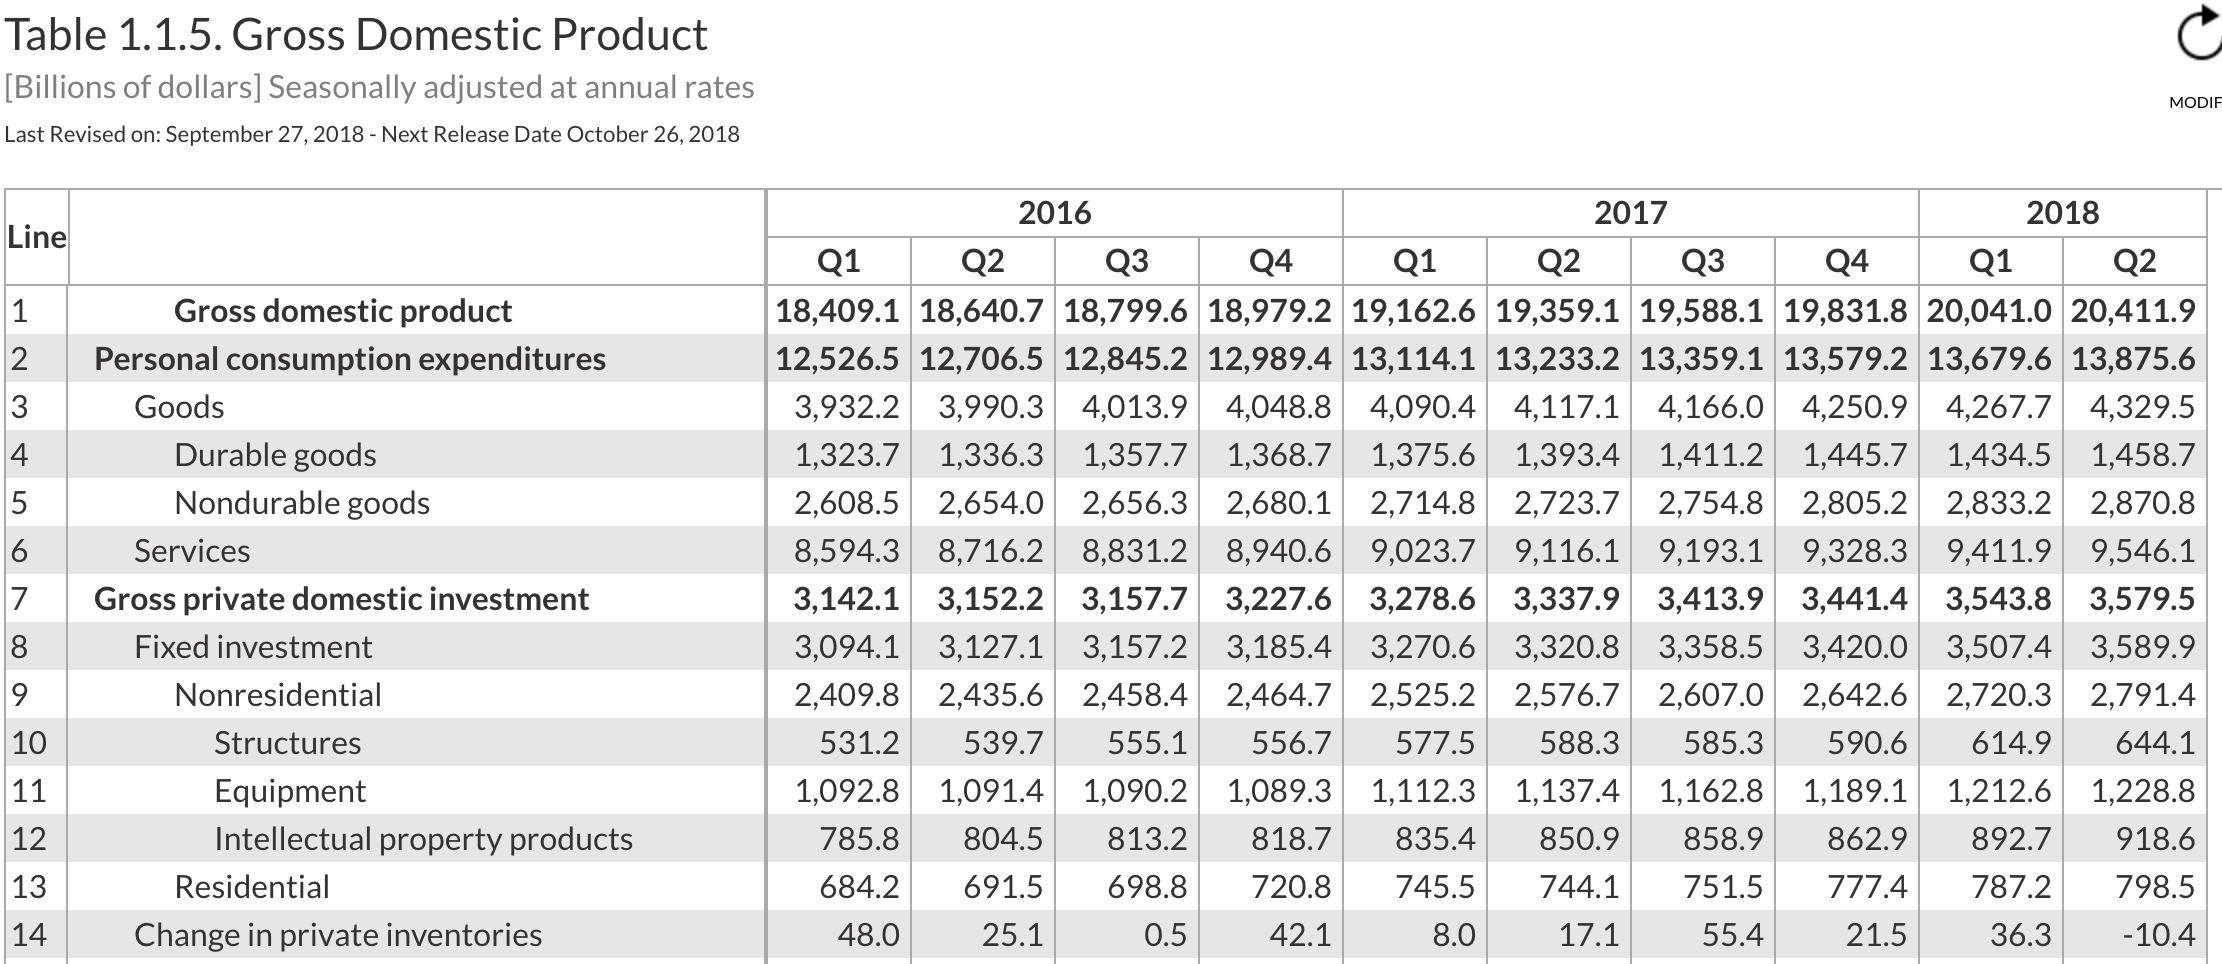 Table 1.1.5. Gross Domestic Product
[Billions of dollars] Seasonally adjusted at annual rates
MODIF
Last Revised on: September 27, 2018 - Next Release Date October 26, 2018
Line 2016 2017 2018
Q1 Q2 Q3 Q4 Q1 Q2 Q3 Q4 Q1 Q2
1 Gross domestic product 18,409.1 18,640.7 18,799.6 18,979.2 19,162.6 19,359.1 19,588.1 19,831.8 20,041.0 20,411.9
2 Personal consumption expenditures 12,526.5 12,706.5 12,845.2 12,989.4 13,114.1 13,233.2 13,359.1 13,579.2 13,679.6 13,875.6
3 Goods 3,932.2 3,990.3 4,013.9 4,048.8 4,090.4 4,117.1 4,166.0 4,250.9 4,267.7 4,329.5
4 Durable goods 1,323.7 1,336.3 1,357.7 1,368.7 1,375.6 1,393.4 1,411.2 1,445.7 1,434.5 1,458.7
5 Nondurable goods 2,608.5 2,654.0 2,656.3 2,680.1 2,714.8 2,723.7 2,754.8 2,805.2 2,833.2 2,870.8
6 Services 8,594.3 8,716.2 8,831.2 8,940.6 9,023.7 9,116.1 9,193.1 9,328.3 9,411.9 9,546.1
7 Gross private domestic investment 3,142.1 3,152.2 3,157.7 3,227.6 3,278.6 3,337.9 3,413.9 3,441.4 3,543.8 3,579.5
8 Fixed investment 3,094.1 3,127.1 3,157.2 3,185.4 3,270.6 3,320.8 3,358.5 3,420.0 3,507.4 3,589.9
9 Nonresidential 2,409.8 2,435.6 2,458.4 2,464.7 2,525.2 2,576.7 2,607.0 2,642.6 2,720.3 2,791.4
10 Structures 531.2 539.7 555.1 556.7 577.5 588.3 585.3 590.6 614.9 644.1
11 Equipment 1,092.8 1,091.4 1,090.2 1,089.3 1,112.3 1,137.4 1,162.8 1,189.1 1,212.6 1,228.8
12 Intellectual property products 785.8 804.5 813.2 818.7 835.4 850.9 858.9 862.9 892.7 918.6
13 Residential 684.2 691.5 698.8 720.8 745.5 744.1 751.5 777.4 787.2 798.5
14 Change in private inventories 48.0 25.1 0.5 42.1 8.0 17.1 55.4 21.5 36.3 -10.4